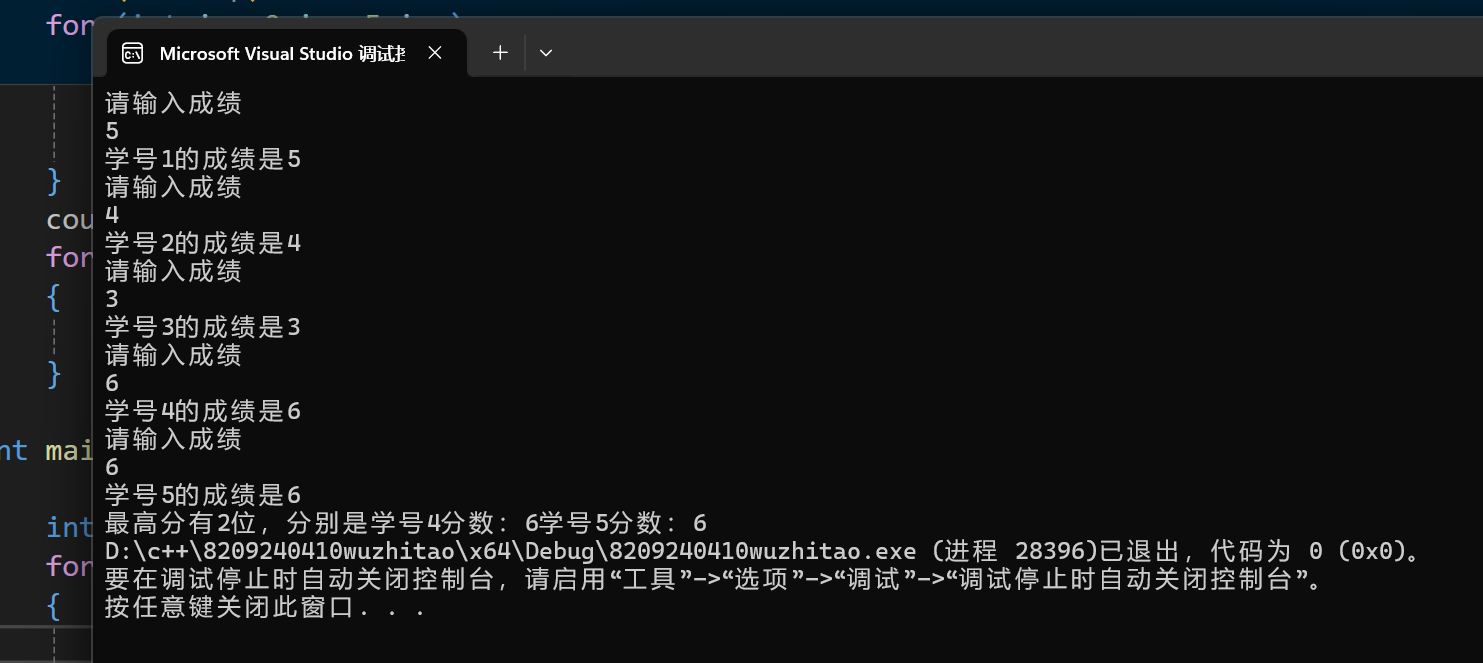 for
Microsoft Visual Studio 调试
请输入成绩
5
学号1的成绩是5
请输入成绩
4
学号2的成绩是4
请输入成绩
3
学号3的成绩是3
请输入成绩
6
学号4的成绩是6
请输入成绩
6
学号5的成绩是6
最高分有2位，分别是学号4分数：6学号5分数：6
D:\c++\8209240410wuzhitao\x64\Debug\8209240410wuzhitao.exe (进程 28396)已退出，代码为 0 (0x0)。
要在调试停止时自动关闭控制台，请启用“工具”->“选项”->“调试”->“调试停止时自动关闭控制台”。
按任意键关闭此窗口. . .
}
cou
for
{
}
nt mai
int
for
{